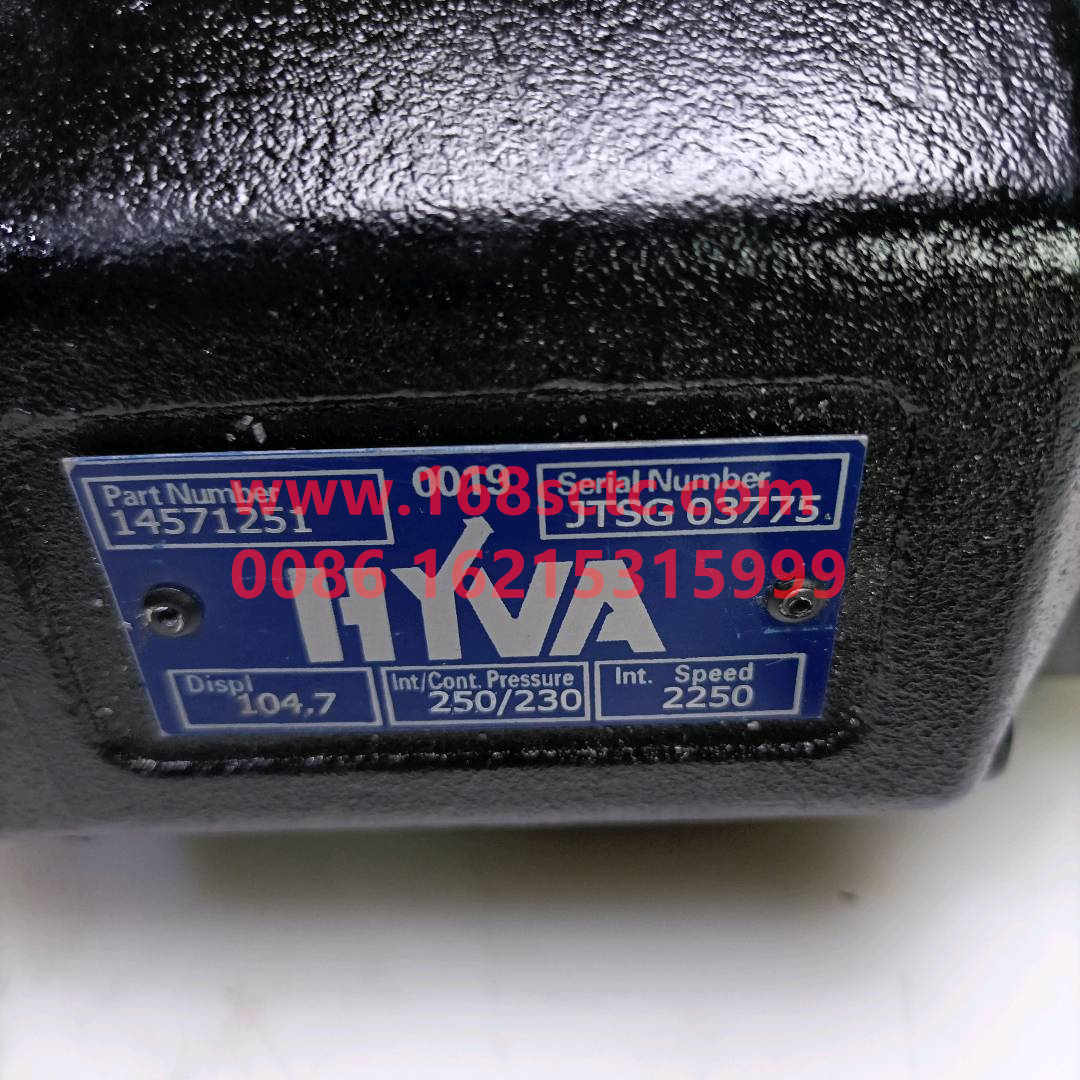 Part Number
14571251
0019
Serial Number
JTSG 03775
www.168sctc.com
0086 16215315999
HYVA
Displ
104,7
Int/Cont. Pressure
250/230
Int. Speed
2250